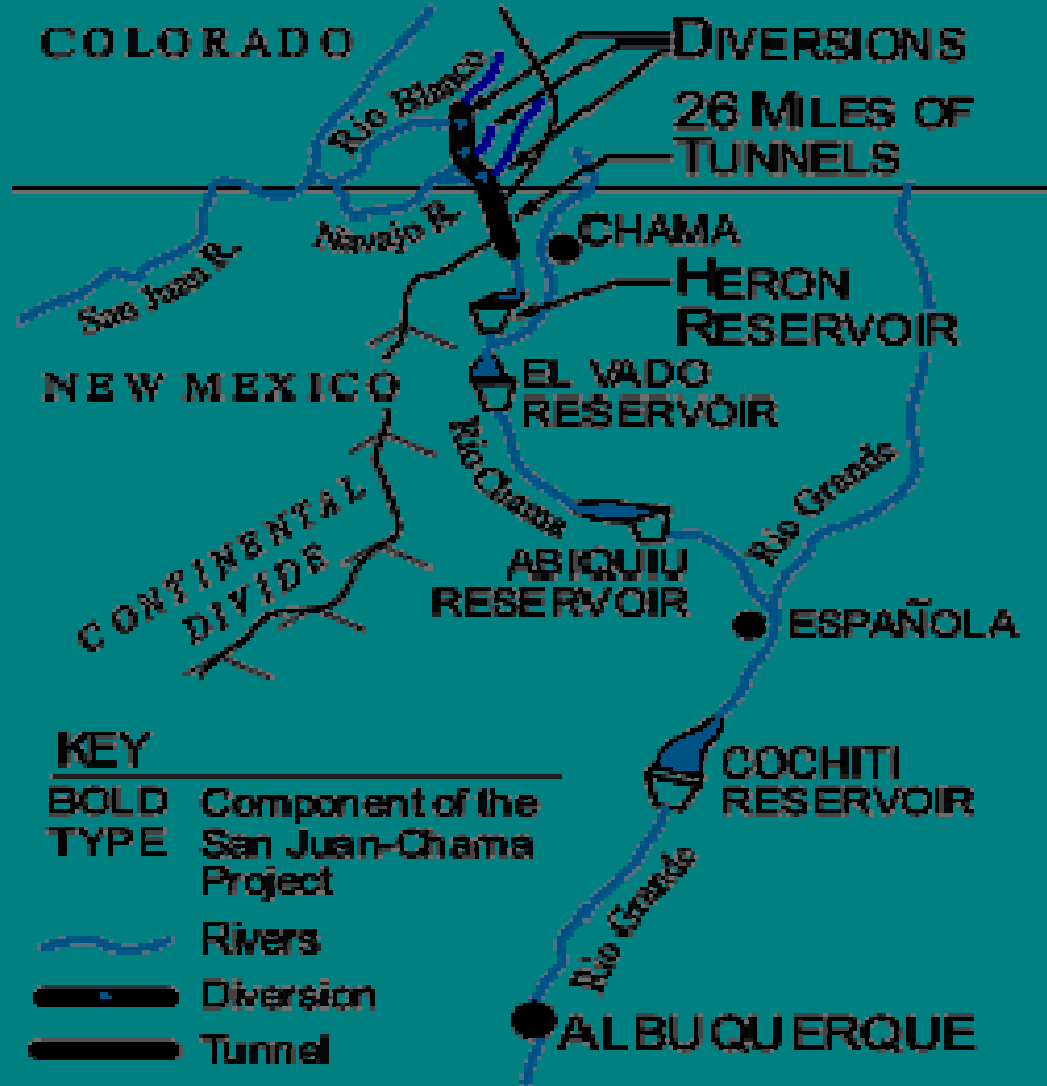 COLORADO
DIVERSIONS
Rio Blanco
26 MILES OF
TUNNELS
Navajo R.
CHAMA
San Juan R.
HERON
RESERVOIR
NEW MEXICO
EL VADO
RESERVOIR
Rio Chama
Rio Grande
CONTINENTAL
DIVIDE
ABIQUIU
RESERVOIR
ESPAÑOLA
KEY
COCHITI
RESERVOIR
BOLD
TYPE
Component of the
San Juan-Chama
Project
Rivers
Rio Grande
Diversion
ALBUQUERQUE
Tunnel